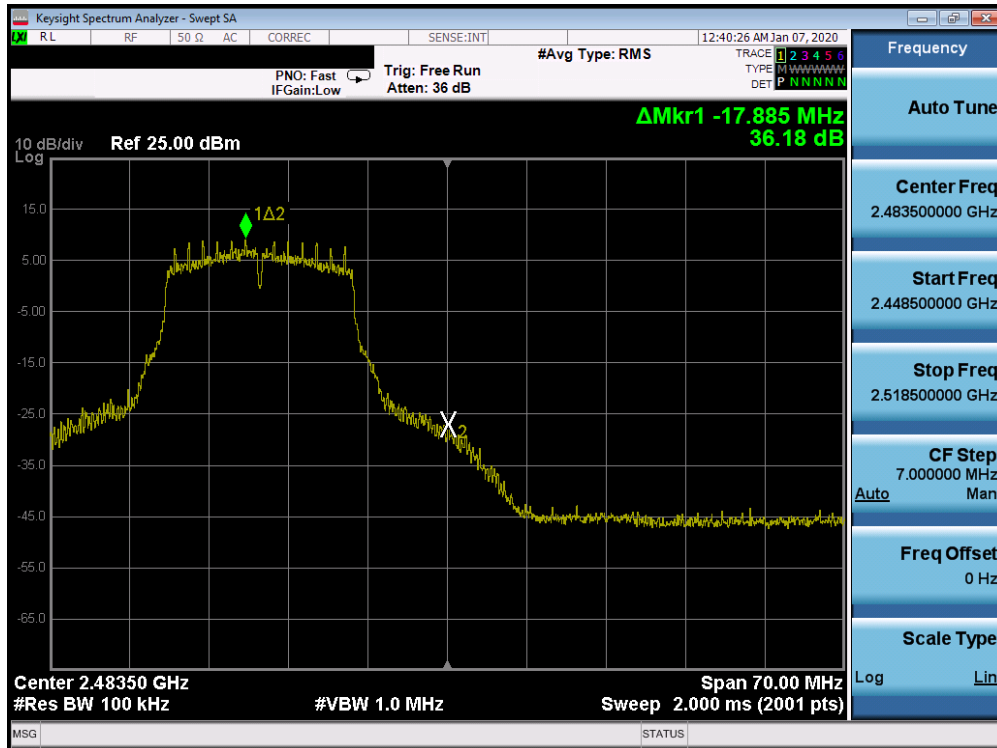 Keysight Spectrum Analyzer - Swept SA
LXI RL RF 50 Ω AC CORREC SENSE:INT 12:40:26 AM Jan 07, 2020
PNO: Fast Trig: Free Run #Avg Type: RMS TRACE 1 2 3 4 5 6
IFGain:Low Atten: 36 dB TYPE M WWWWW
DET P N N N N N
ΔMkr1 -17.885 MHz
36.18 dB
10 dB/div Ref 25.00 dBm
Log
15.0
1Δ2
5.00
-5.00
-15.0
-25.0
2
-35.0
-45.0
-55.0
-65.0
Center 2.48350 GHz Span 70.00 MHz
#Res BW 100 kHz #VBW 1.0 MHz Sweep 2.000 ms (2001 pts)
MSG STATUS
Frequency
Auto Tune
Center Freq
2.483500000 GHz
Start Freq
2.448500000 GHz
Stop Freq
2.518500000 GHz
CF Step
7.000000 MHz
Auto Man
Freq Offset
0 Hz
Scale Type
Log Lin